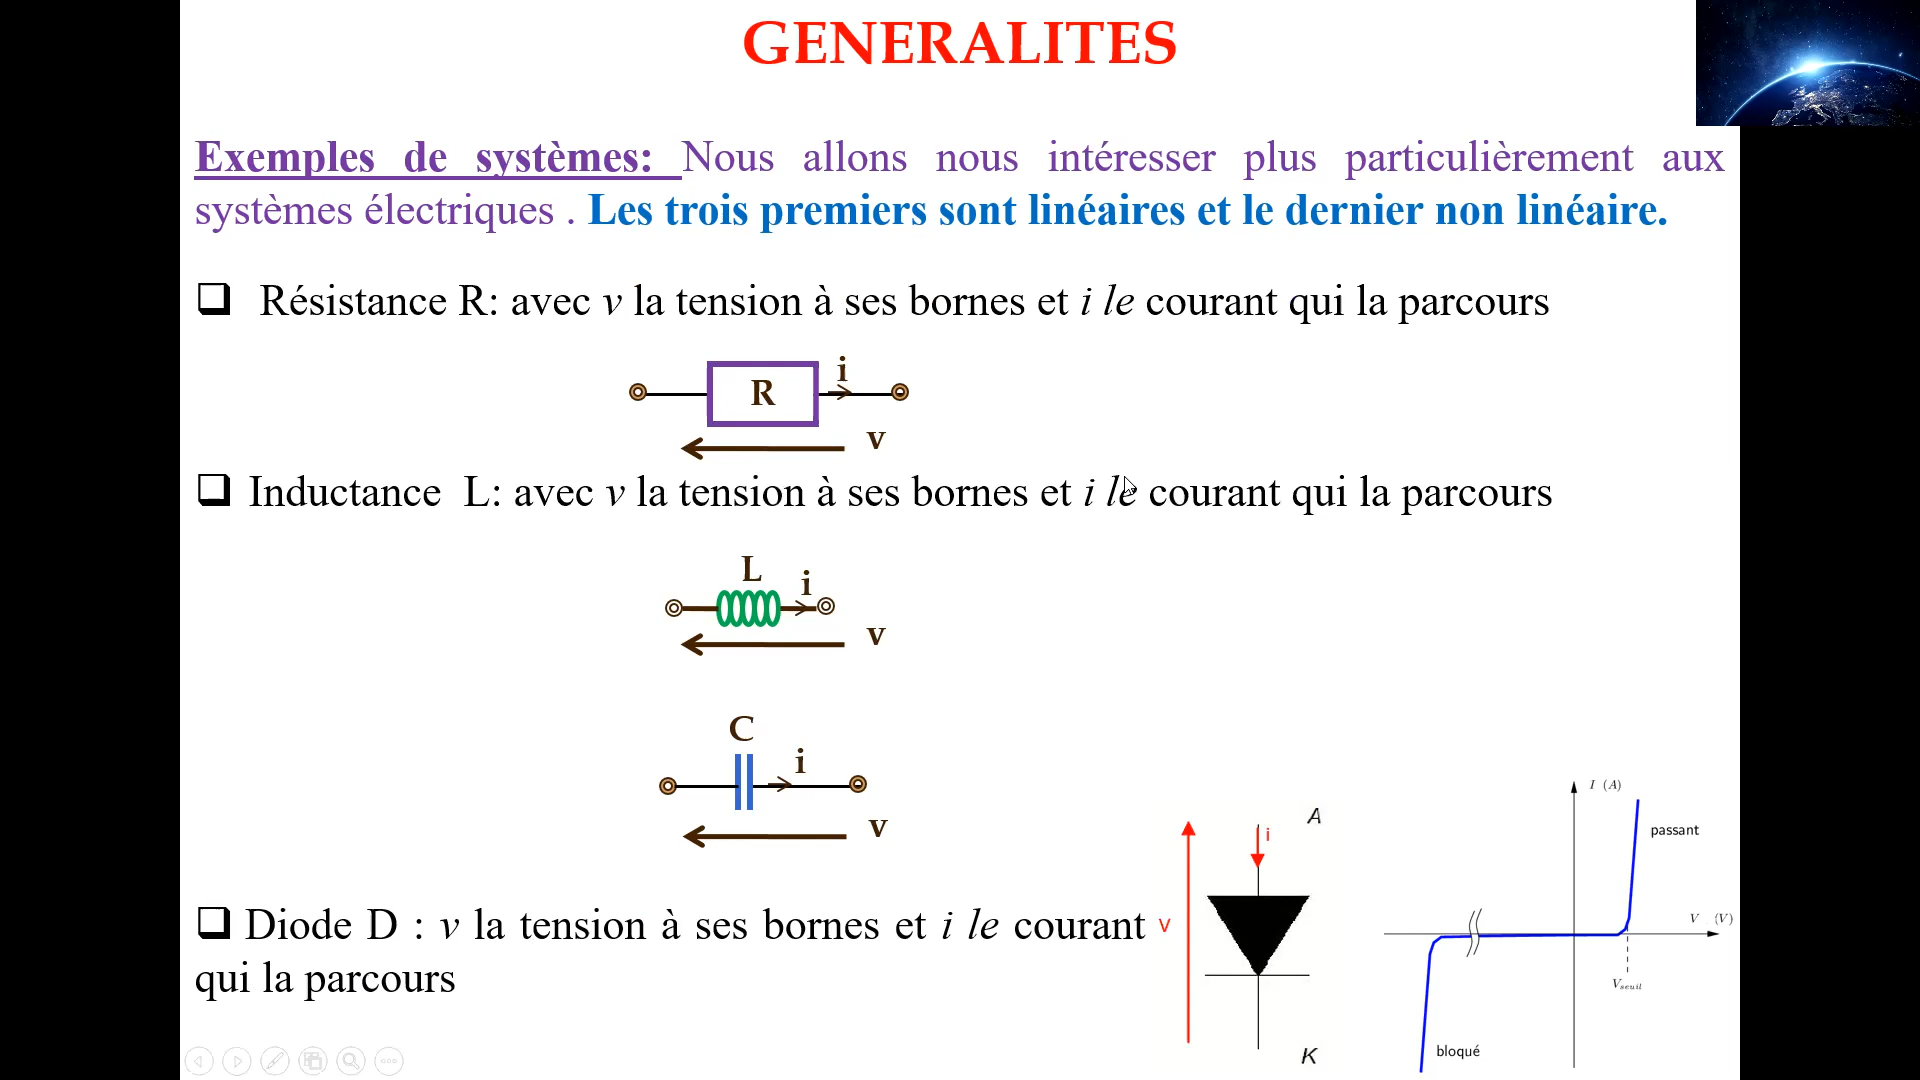 GENERALITES
Exemples de systèmes: Nous allons nous intéresser plus particulièrement aux
systèmes électriques . Les trois premiers sont linéaires et le dernier non linéaire.
Résistance R: avec v la tension à ses bornes et i le courant qui la parcours
i
R
v
Inductance L: avec v la tension à ses bornes et i le courant qui la parcours
L
i
v
C
i
v
Diode D : v la tension à ses bornes et i le courant
qui la parcours
A
i
v
K
I (A)
passant
V (V)
Vseuil
bloqué